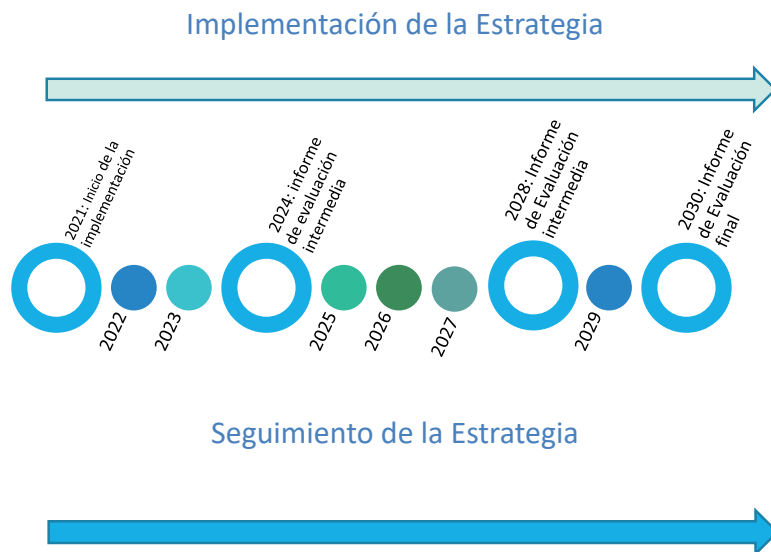 Implementación de la Estrategia
2021: Inicio de la
implementación
2022
2023
2024: informe
de evaluación
intermedia
2025
2026
2027
2028: Informe
de Evaluación
intermedia
2029
2030: Informe
de Evaluación
final
Seguimiento de la Estrategia